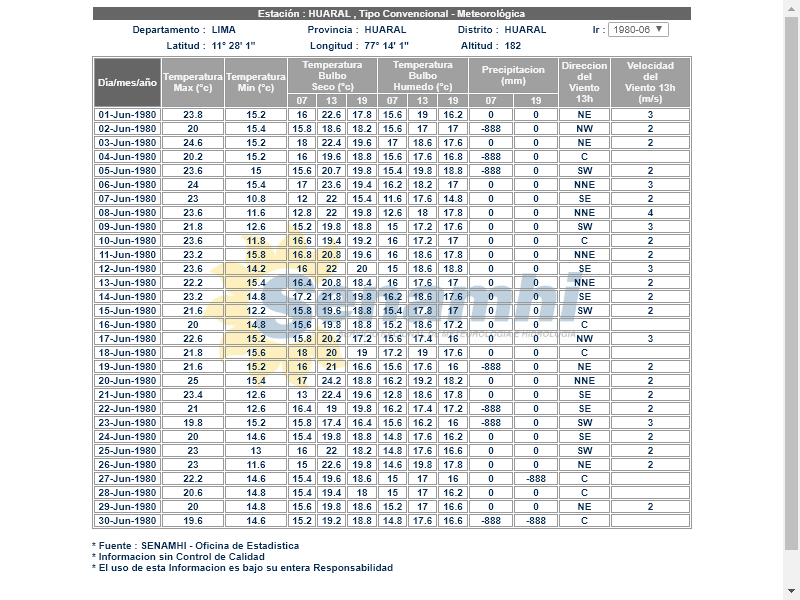 Estación : HUARAL , Tipo Convencional - Meteorológica
Departamento : LIMA Provincia : HUARAL Distrito : HUARAL Ir : 1980-06
Latitud : 11° 28' 1" Longitud : 77° 14' 1" Altitud : 182
Día/mes/año Temperatura Max (°c) Temperatura Min (°c) Temperatura Bulbo Seco (°c) Temperatura Bulbo Humedo (°c) Precipitacion (mm) Direccion del Viento 13h Velocidad del Viento 13h (m/s)
07 13 19 07 13 19 07 19
01-Jun-1980 23.8 15.2 16 22.6 17.8 15.6 19 16.2 0 0 NE 3
02-Jun-1980 20 15.4 15.8 18.6 18.2 15.6 17 17 -888 0 NW 2
03-Jun-1980 24.6 15.2 18 22.4 19.6 17 18.6 17.6 0 0 NE 2
04-Jun-1980 20.2 15.2 16 19.6 18.8 15.6 17.6 16.8 -888 0 C
05-Jun-1980 23.6 15 15.6 20.7 19.8 15.4 19.8 18.8 -888 0 SW 2
06-Jun-1980 24 15.4 17 23.6 19.4 16.2 18.2 17 0 0 NNE 3
07-Jun-1980 23 10.8 12 22 15.4 11.6 17.6 14.8 0 0 SE 2
08-Jun-1980 23.6 11.6 12.8 22 19.8 12.6 18 17.8 0 0 NNE 4
09-Jun-1980 21.8 12.6 15.2 19.8 18.8 15 17.2 17.6 0 0 SW 3
10-Jun-1980 23.6 11.8 16.6 19.4 19.2 16 17.2 17 0 0 C 2
11-Jun-1980 23.2 15.8 16.8 20.8 19.6 16 18.6 17.8 0 0 NNE 2
12-Jun-1980 23.6 14.2 16 22 20 15 18.6 18.8 0 0 SE 3
13-Jun-1980 22.2 15.4 16.4 20.8 18.4 16 17.6 17 0 0 NNE 2
14-Jun-1980 23.2 14.8 17.2 21.8 19.8 16.2 18.6 17.6 0 0 SE 2
15-Jun-1980 21.6 12.2 15.8 19.6 18.8 15.4 17.8 17 0 0 SW 2
16-Jun-1980 20 14.8 15.6 19.8 18.8 15.2 18.6 17.2 0 0 C
17-Jun-1980 22.6 15.2 15.8 20.2 17.2 15.6 17.4 16 0 0 NW 3
18-Jun-1980 21.8 15.6 18 20 19 17.2 19 17.6 0 0 C
19-Jun-1980 21.6 15.2 16 21 16.6 15.6 17.6 16 -888 0 NE 2
20-Jun-1980 25 15.4 17 24.2 18.8 16.2 19.2 18.2 0 0 NNE 2
21-Jun-1980 23.4 12.6 13 22.4 19.6 12.8 18.6 17.8 0 0 SE 2
22-Jun-1980 21 12.6 16.4 19 19.8 16.2 17.4 17.2 -888 0 SE 2
23-Jun-1980 19.8 15.2 15.8 17.4 16.4 15.6 16.2 16 -888 0 SW 3
24-Jun-1980 20 14.6 15.4 19.8 18.8 14.8 17.6 16.2 0 0 SE 2
25-Jun-1980 23 13 16 22 18.2 14.8 17.6 16.6 0 0 SW 2
26-Jun-1980 23 11.6 15 22.6 19.8 14.6 19.8 17.8 0 0 NE 2
27-Jun-1980 22.2 14.6 15.4 19.6 18.6 15 17 16 0 -888 C
28-Jun-1980 20.6 14.8 15.4 19.4 18 15 17 16.2 0 0 C
29-Jun-1980 20 14.8 15.6 19.8 18.6 15.2 17 16.6 0 0 NE 2
30-Jun-1980 19.6 14.6 15.2 19.2 18.8 14.8 17.6 16.6 -888 -888 C
Senamhi
* Fuente : SENAMHI - Oficina de Estadistica
* Informacion sin Control de Calidad
* El uso de esta Informacion es bajo su entera Responsabilidad